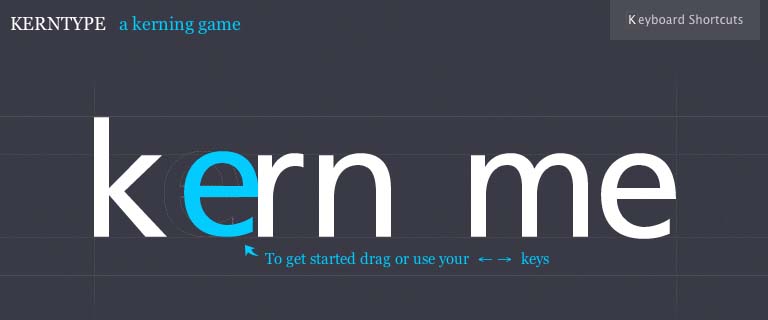 KERNTYPE a kerning game
Keyboard Shortcuts
kern me
To get started drag or use your ←→ keys